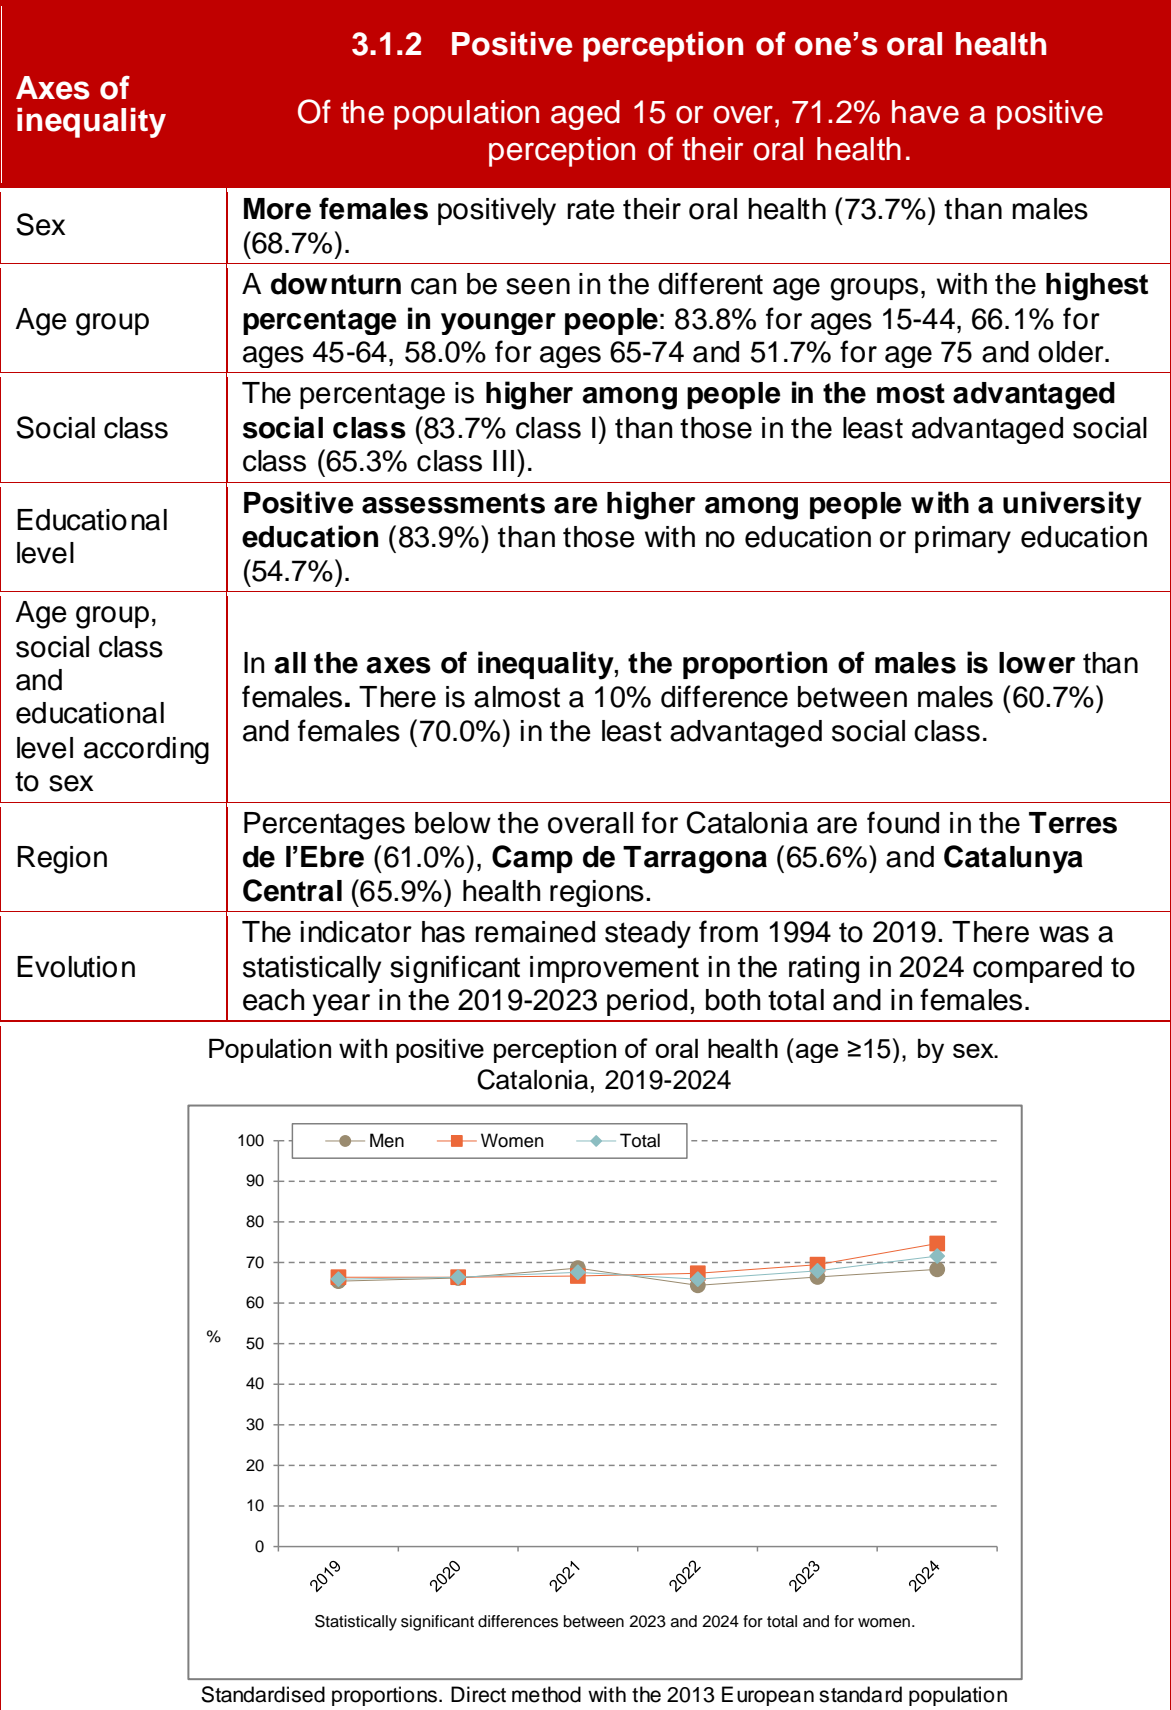 Axes of
inequality
3.1.2 Positive perception of one's oral health
Of the population aged 15 or over, 71.2% have a positive
perception of their oral health.
Sex
More females positively rate their oral health (73.7%) than males
(68.7%).
Age group
A downturn can be seen in the different age groups, with the highest
percentage in younger people: 83.8% for ages 15-44, 66.1% for
ages 45-64, 58.0% for ages 65-74 and 51.7% for age 75 and older.
Social class
The percentage is higher among people in the most advantaged
social class (83.7% class I) than those in the least advantaged social
class (65.3% class III).
Educational
level
Positive assessments are higher among people with a university
education (83.9%) than those with no education or primary education
(54.7%).
Age group,
social class
and
educational
level according
to sex
In all the axes of inequality, the proportion of males is lower than
females. There is almost a 10% difference between males (60.7%)
and females (70.0%) in the least advantaged social class.
Region
Percentages below the overall for Catalonia are found in the Terres
de l'Ebre (61.0%), Camp de Tarragona (65.6%) and Catalunya
Central (65.9%) health regions.
Evolution
The indicator has remained steady from 1994 to 2019. There was a
statistically significant improvement in the rating in 2024 compared to
each year in the 2019-2023 period, both total and in females.
Population with positive perception of oral health (age ≥15), by sex.
Catalonia, 2019-2024
Men Women Total
100
90
80
70
60
%
50
40
30
20
10
0
2019 2020 2021 2022 2023 2024
Statistically significant differences between 2023 and 2024 for total and for women.
Standardised proportions. Direct method with the 2013 European standard population